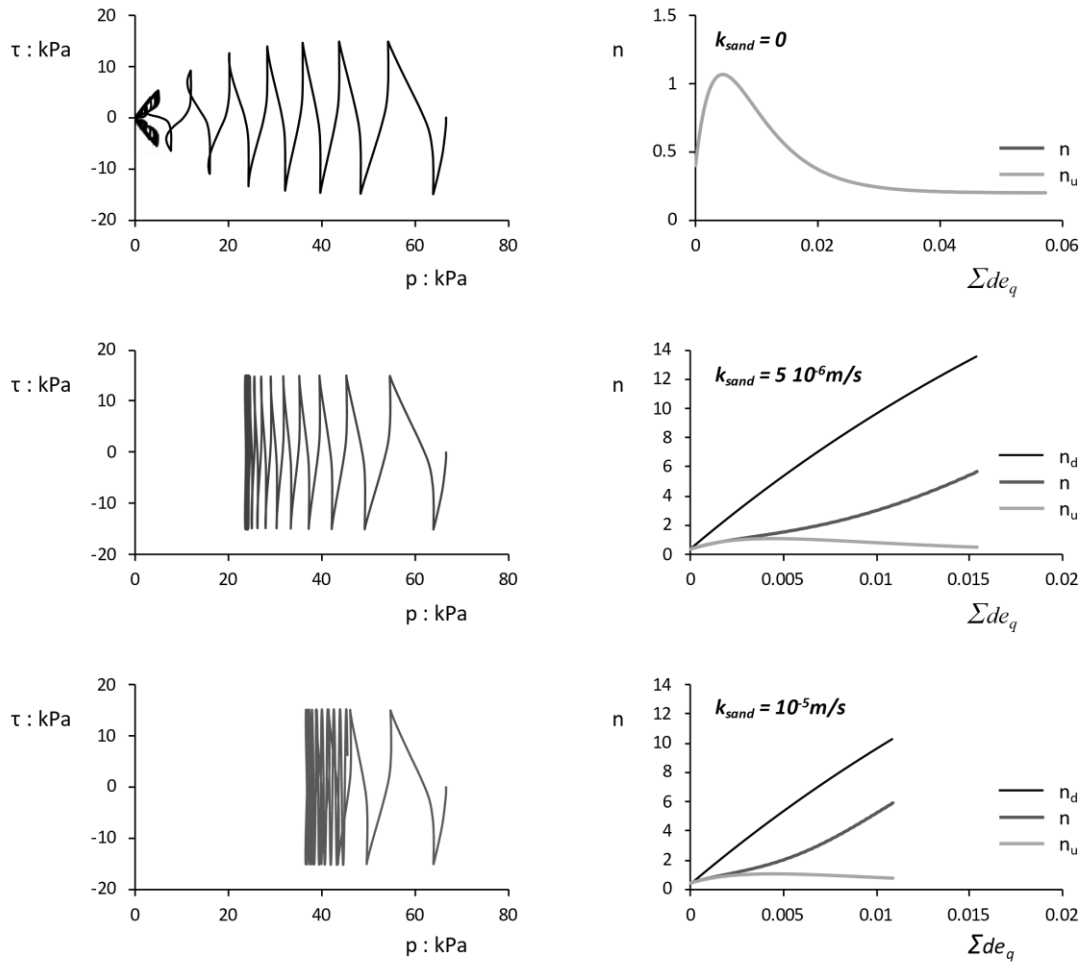 τ : kPa
20
10
0
-10
-20
0 20 40 60 80
p : kPa
n
k_sand = 0
1.5
1
0.5
0
0 0.02 0.04 0.06
n
n_u
Σde_q
τ : kPa
20
10
0
-10
-20
0 20 40 60 80
p : kPa
n
k_sand = 5 10⁻⁶m/s
14
12
10
8
6
4
2
0
0 0.005 0.01 0.015 0.02
n_d
n
n_u
Σde_q
τ : kPa
20
10
0
-10
-20
0 20 40 60 80
p : kPa
n
k_sand = 10⁻⁵m/s
14
12
10
8
6
4
2
0
0 0.005 0.01 0.015 0.02
n_d
n
n_u
Σde_q